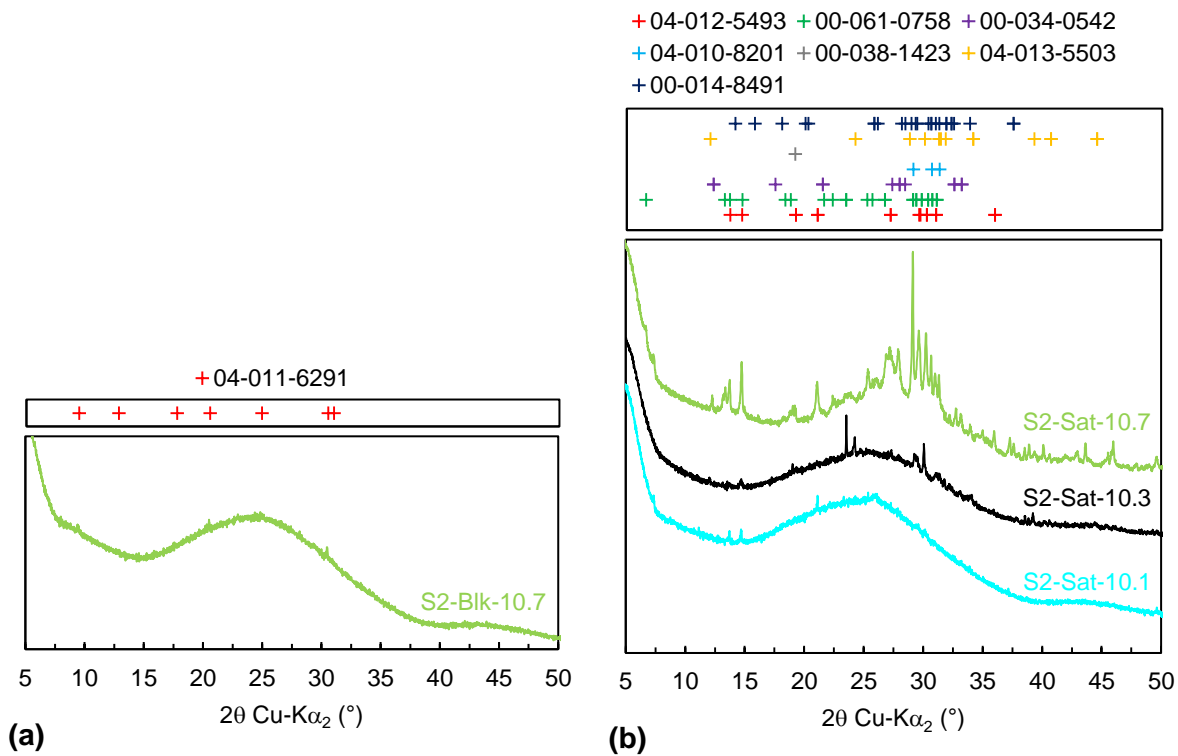 +04-011-6291
S2-Blk-10.7
5 10 15 20 25 30 35 40 45 50
2θ Cu-Kα₂ (°)
(a)
+04-012-5493 +00-061-0758 +00-034-0542
+04-010-8201 +00-038-1423 +04-013-5503
+00-014-8491
S2-Sat-10.7
S2-Sat-10.3
S2-Sat-10.1
5 10 15 20 25 30 35 40 45 50
2θ Cu-Kα₂ (°)
(b)